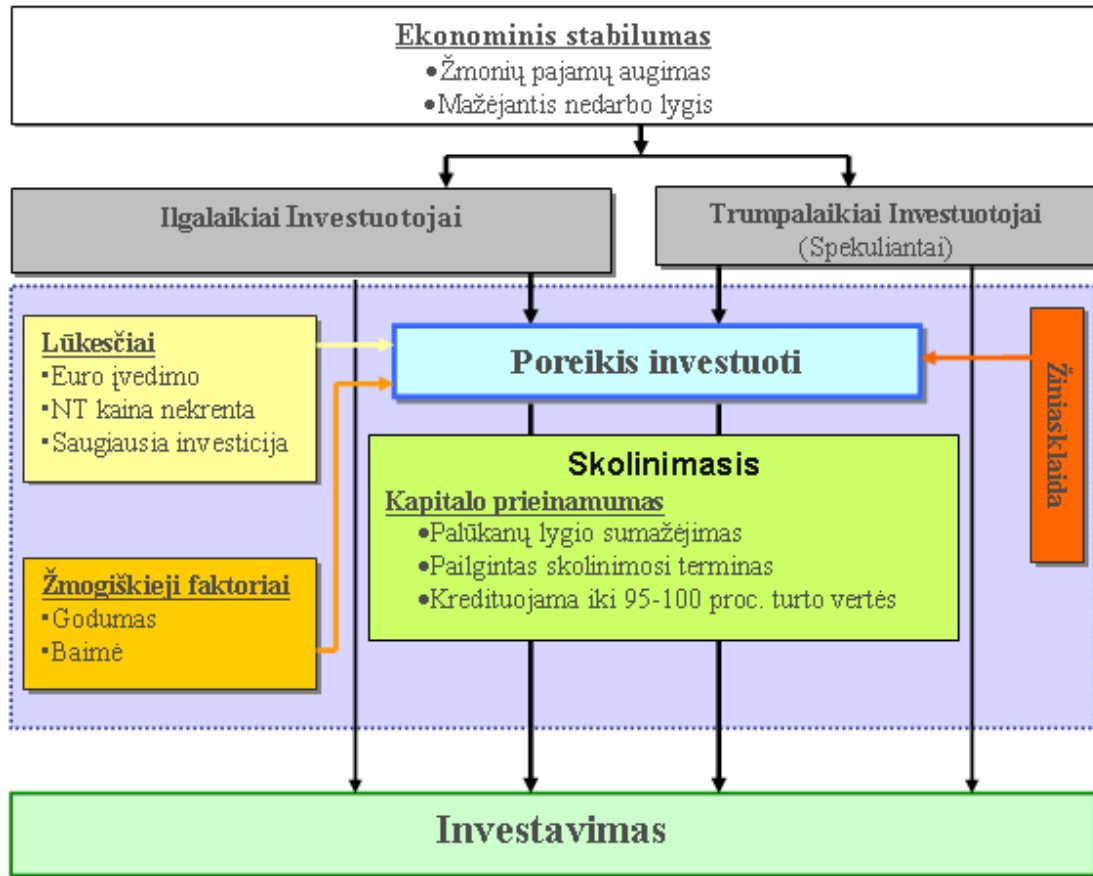 Ekonominis stabilumas
•Žmonių pajamų augimas
•Mažėjantis nedarbo lygis
Ilgalaikiai Investuotojai
Trumpalaikiai Investuotojai
(Spekuliantai)
Lūkesčiai
▪Euro įvedimo
▪NT kaina nekrenta
▪Saugiausia investicija
Poreikis investuoti
Žiniasklaida
Skolinimasis
Kapitalo prieinamumas
•Palūkanų lygio sumažėjimas
•Pailgintas skolinimosi terminas
•Kredituojama iki 95-100 proc. turto vertės
Žmogiškieji faktoriai
▪Godumas
▪Baimė
Investavimas